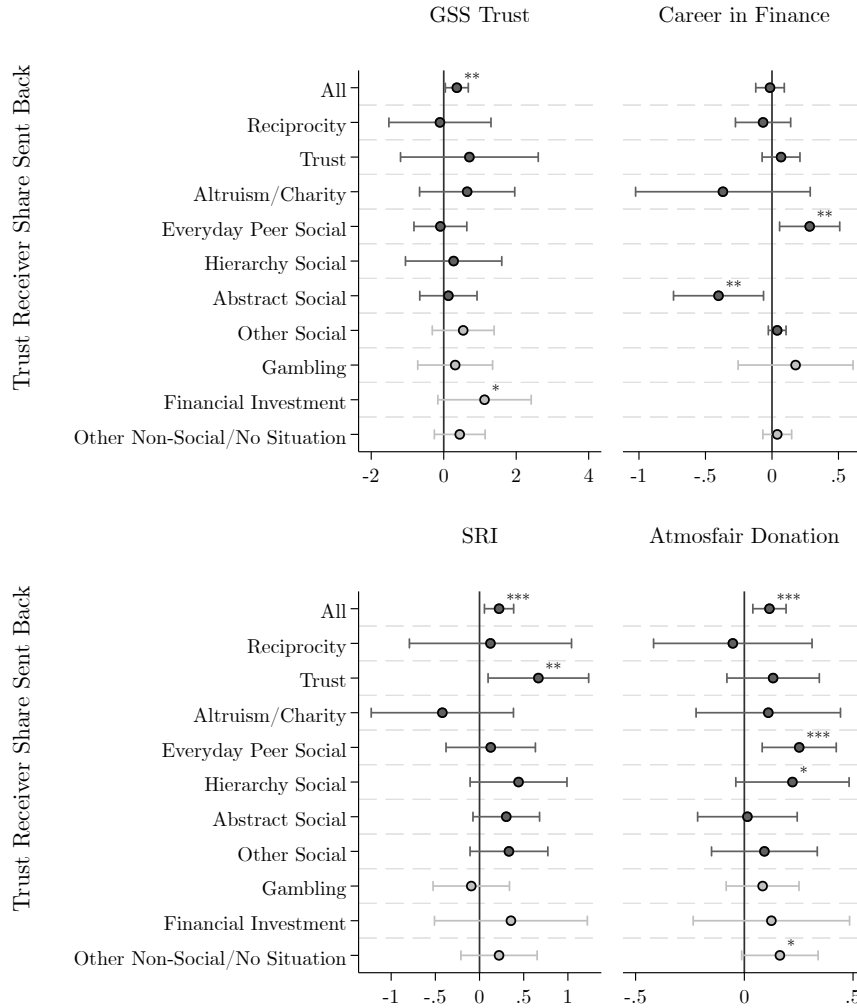 GSS Trust
Career in Finance
Trust Receiver Share Sent Back
All
Reciprocity
Trust
Altruism/Charity
Everyday Peer Social
Hierarchy Social
Abstract Social
Other Social
Gambling
Financial Investment
Other Non-Social/No Situation
**
*
**
**
-2 0 2 4
-1 -.5 0 .5
SRI
Atmosfair Donation
Trust Receiver Share Sent Back
All
Reciprocity
Trust
Altruism/Charity
Everyday Peer Social
Hierarchy Social
Abstract Social
Other Social
Gambling
Financial Investment
Other Non-Social/No Situation
***
**
***
***
*
*
-1 -.5 0 .5 1
-.5 0 .5